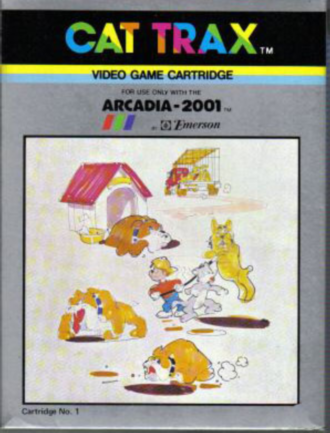 CAT TRAX™
VIDEO GAME CARTRIDGE
FOR USE ONLY WITH THE
ARCADIA-2001™
BY Emerson
Cartridge No. 1